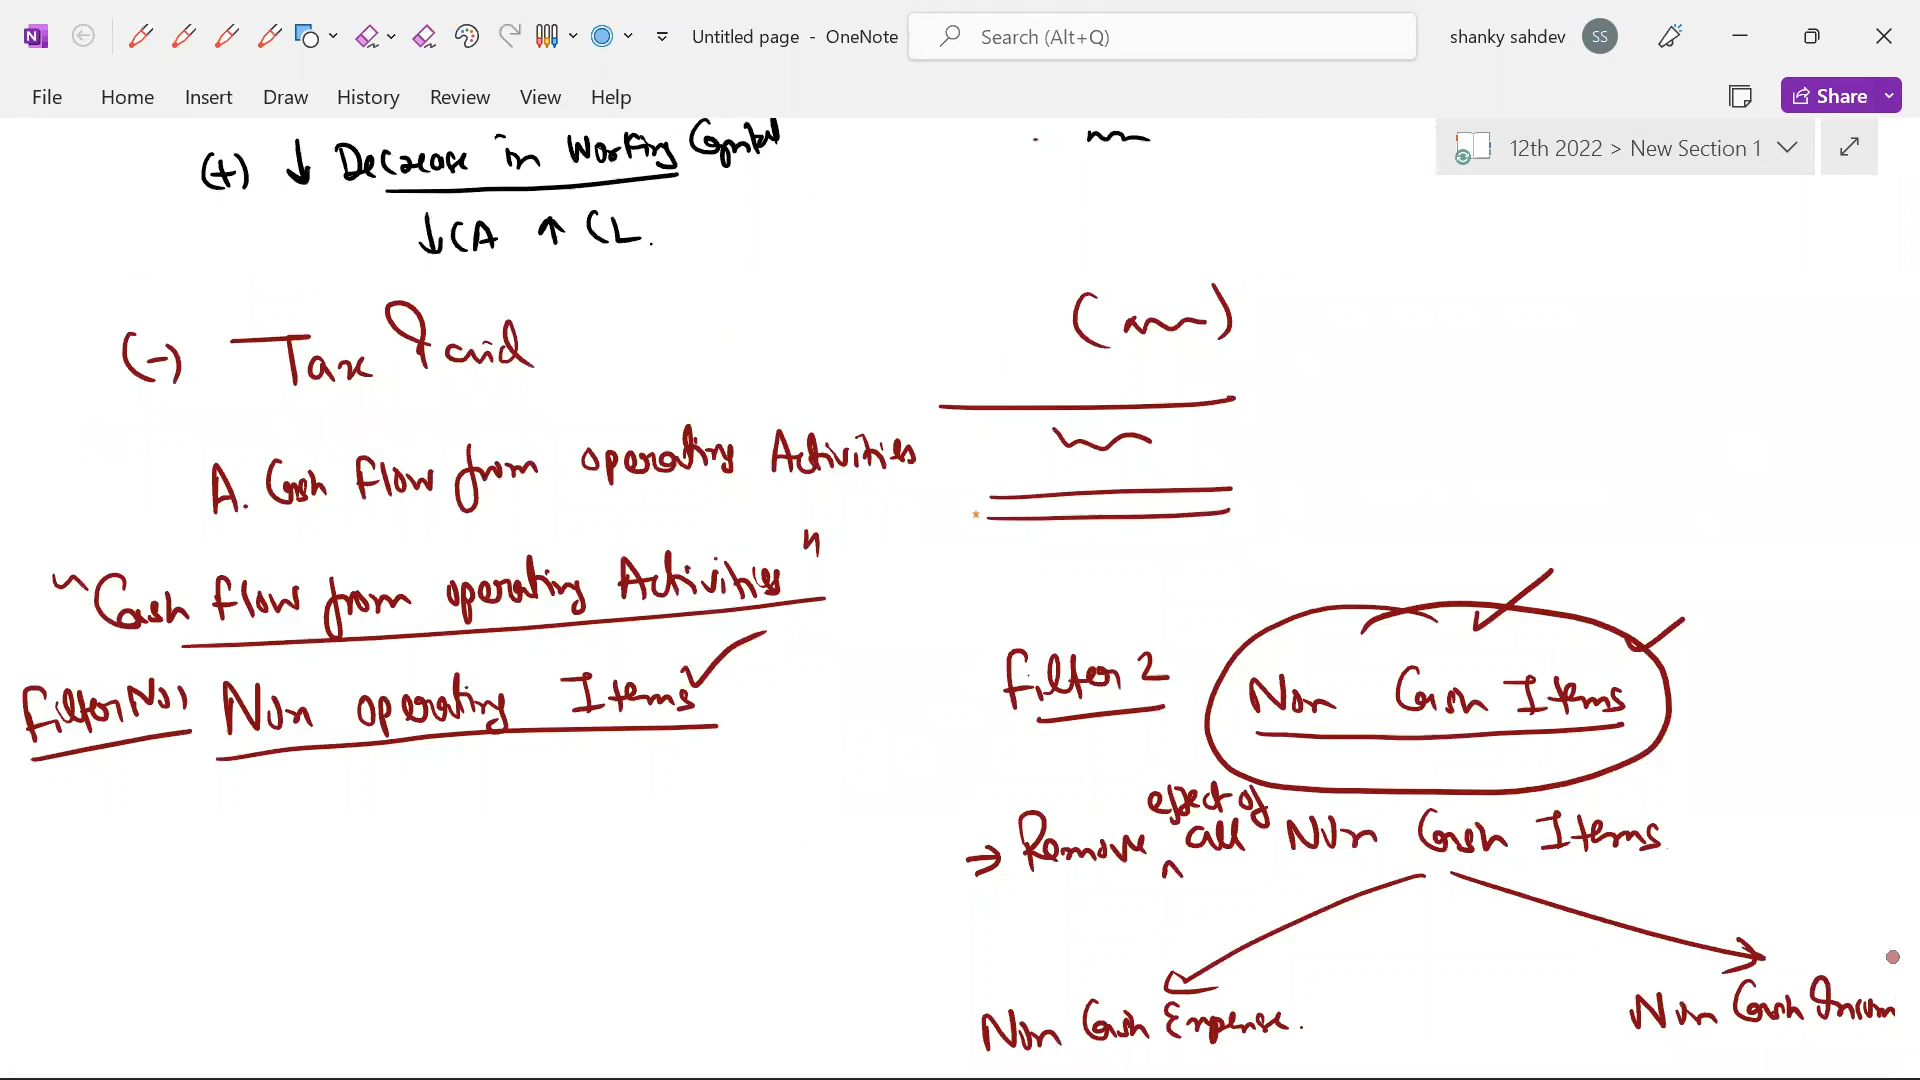 Untitled page - OneNote
Search (Alt+Q)
shanky sahdev
SS
File Home Insert Draw History Review View Help
Share
12th 2022 > New Section 1
(+) ↓ Decrease in Working Capital
↓CA ↑ CL.
(-) Tax Paid
A. Cash Flow from operating Activities
"Cash flow from operating Activities"
Filter No1 Non operating Items
Filter 2 Non Cash Items
→ Remove effect of all Non Cash Items
Non Cash Expense.
Non Cash Incom